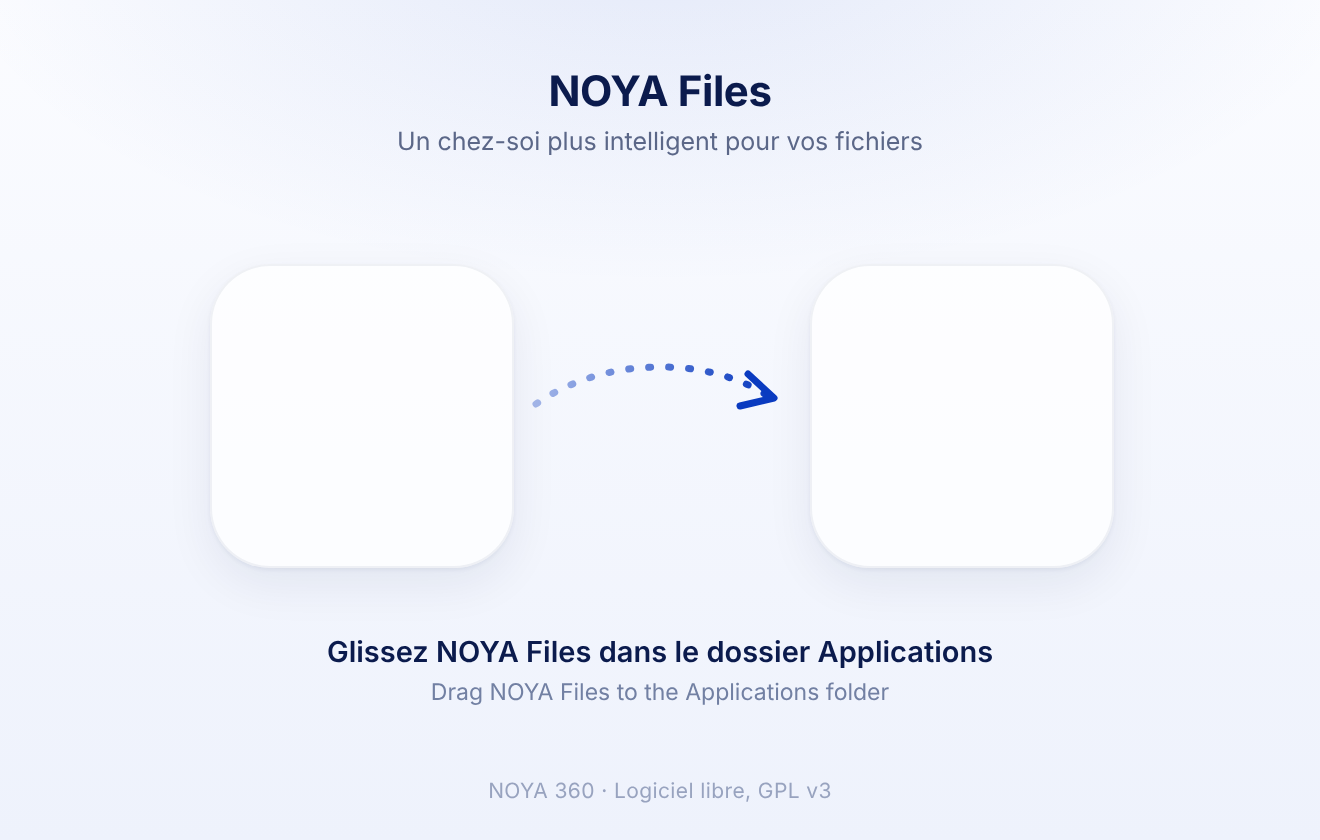 NOYA Files
Un chez-soi plus intelligent pour vos fichiers
Glissez NOYA Files dans le dossier Applications
Drag NOYA Files to the Applications folder
NOYA 360 · Logiciel libre, GPL v3